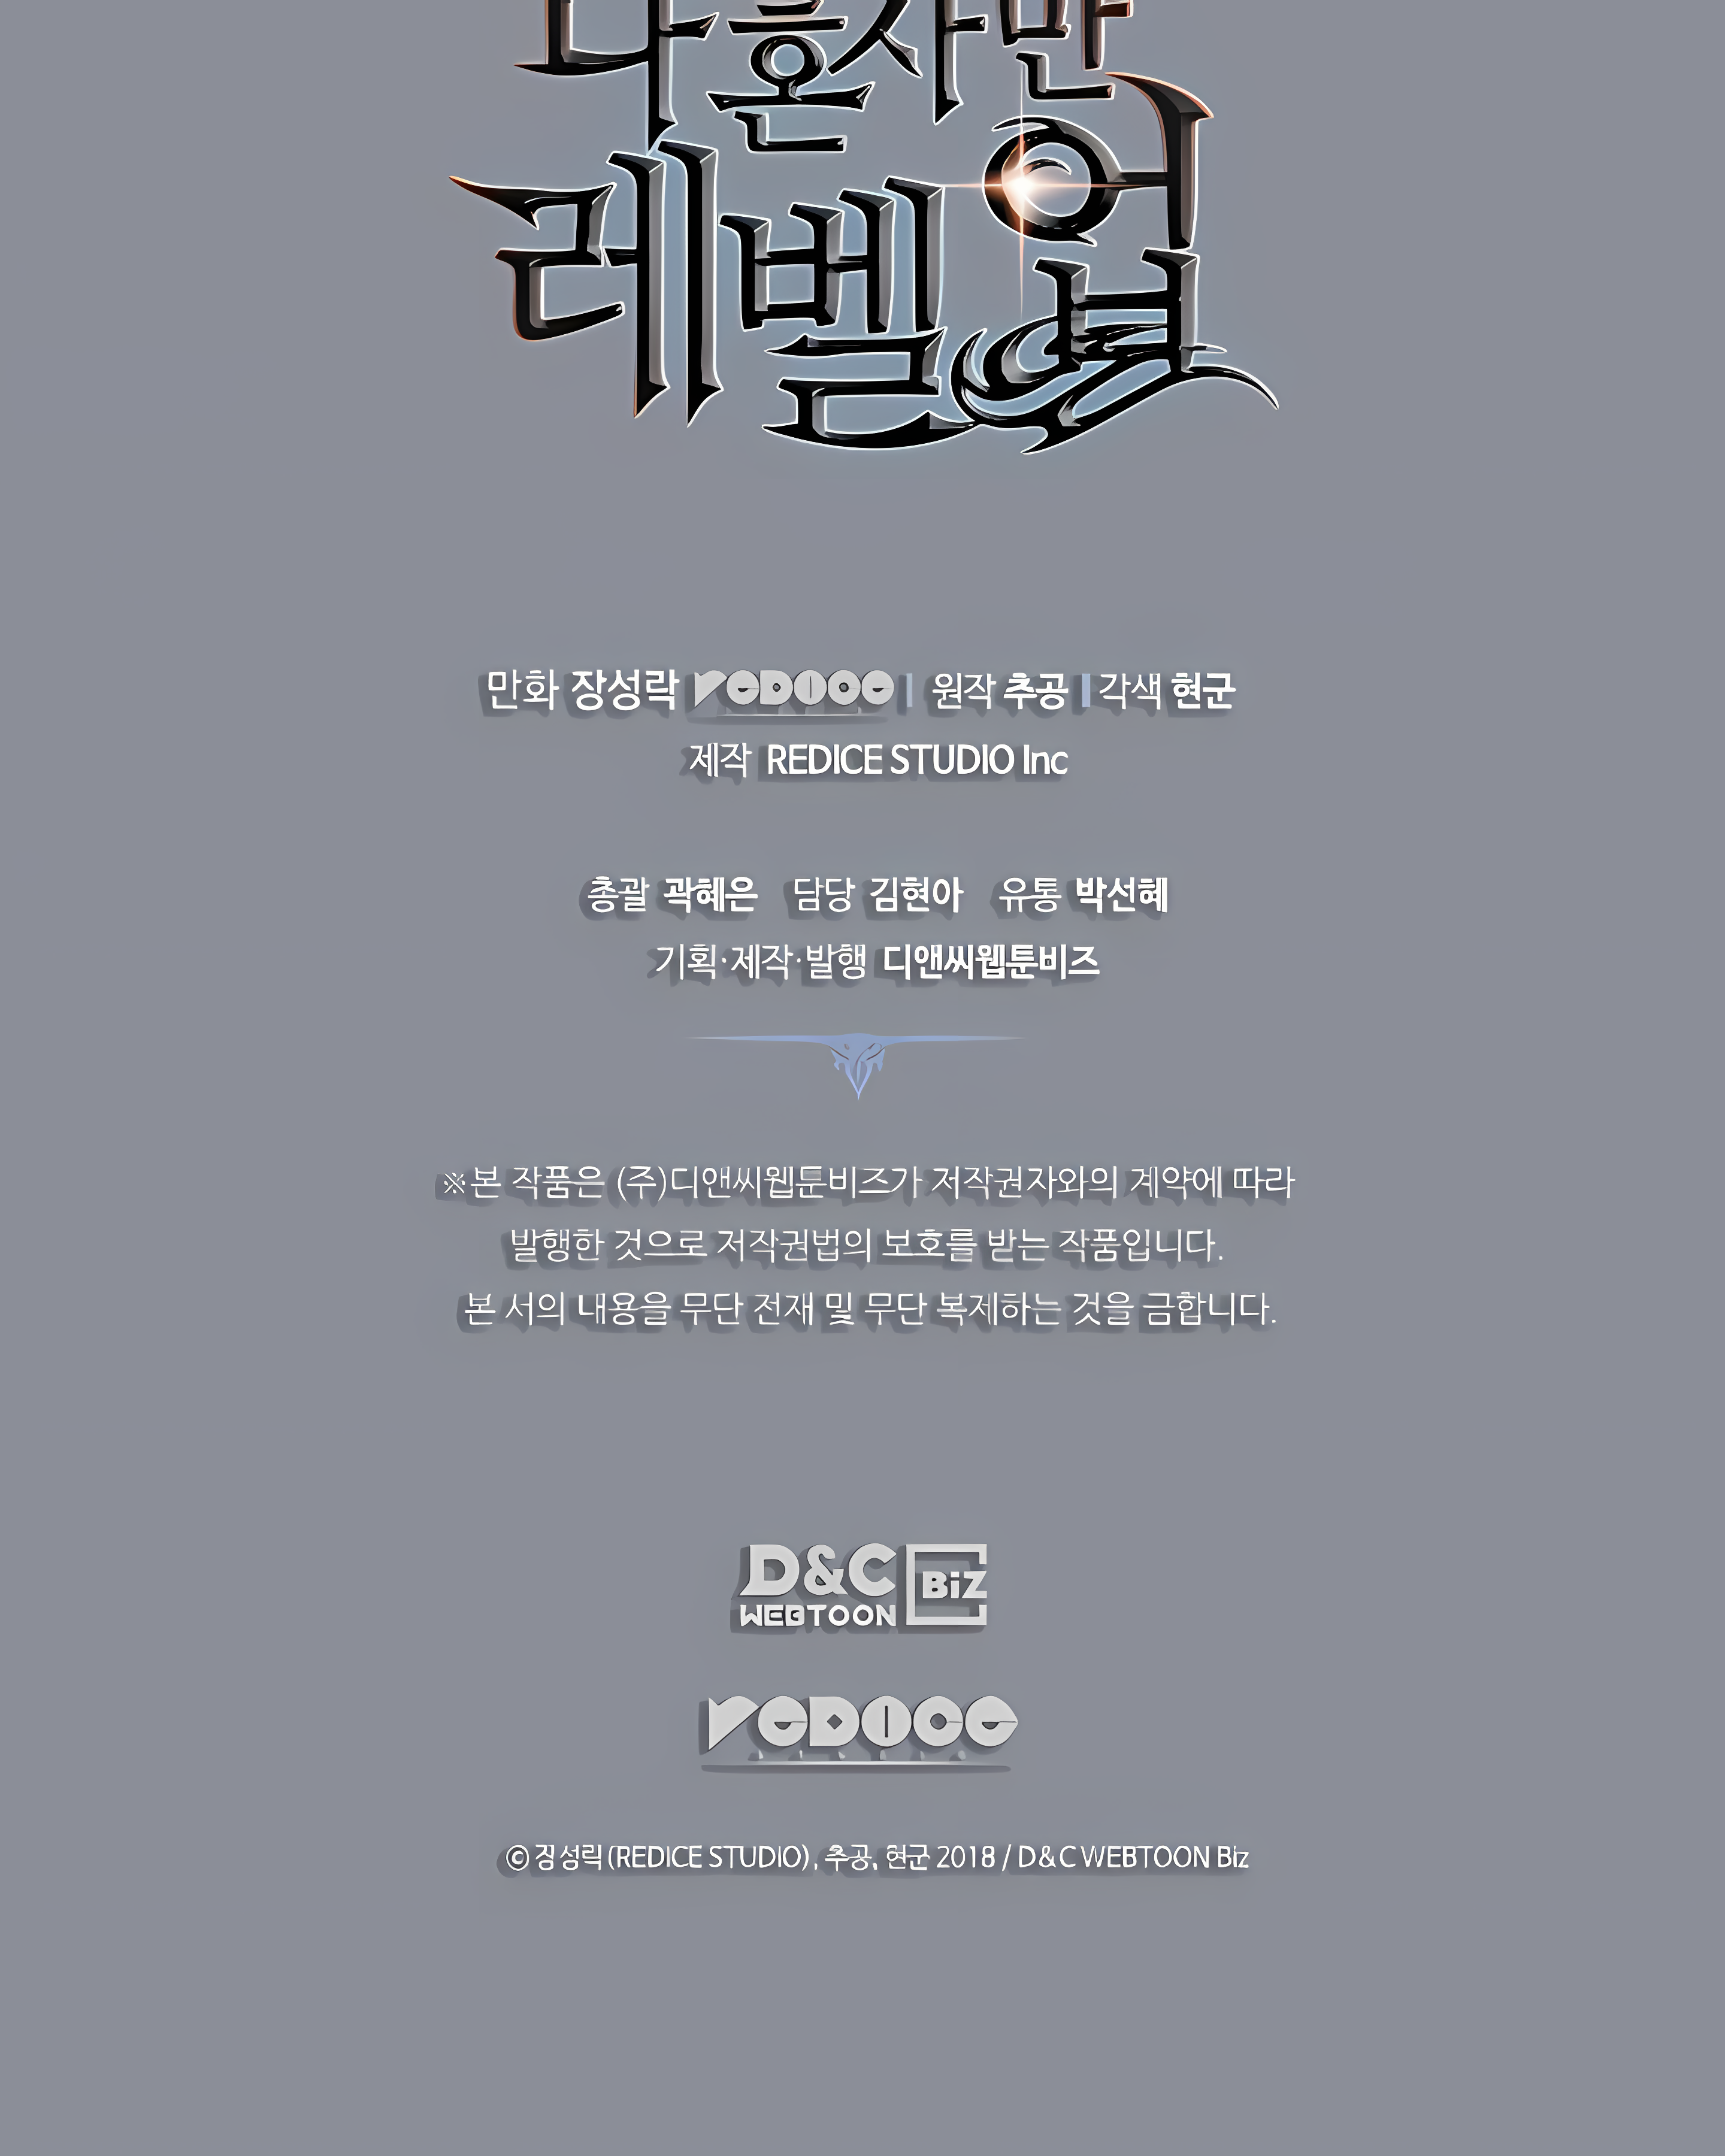 나 혼자만
레벨업
만화 장성락 REDICE | 원작 추공 | 각색 현군
제작 REDICE STUDIO Inc
총괄 곽혜은 담당 김현아 유통 박선혜
기획·제작·발행 디앤씨웹툰비즈
※본 작품은 (주)디앤씨웹툰비즈가 저작권자와의 계약에 따라
발행한 것으로 저작권법의 보호를 받는 작품입니다.
본 서의 내용을 무단 전재 및 무단 복제하는 것을 금합니다.
D&C
WEBTOON BiZ
REDICE
© 장성락(REDICE STUDIO), 추공, 현군 2018 / D&C WEBTOON Biz